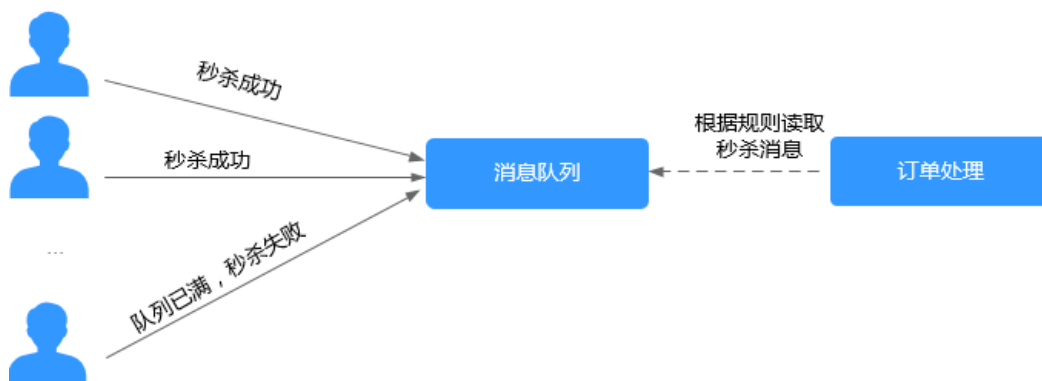 秒杀成功
秒杀成功
队列已满，秒杀失败
...
消息队列
根据规则读取
秒杀消息
订单处理